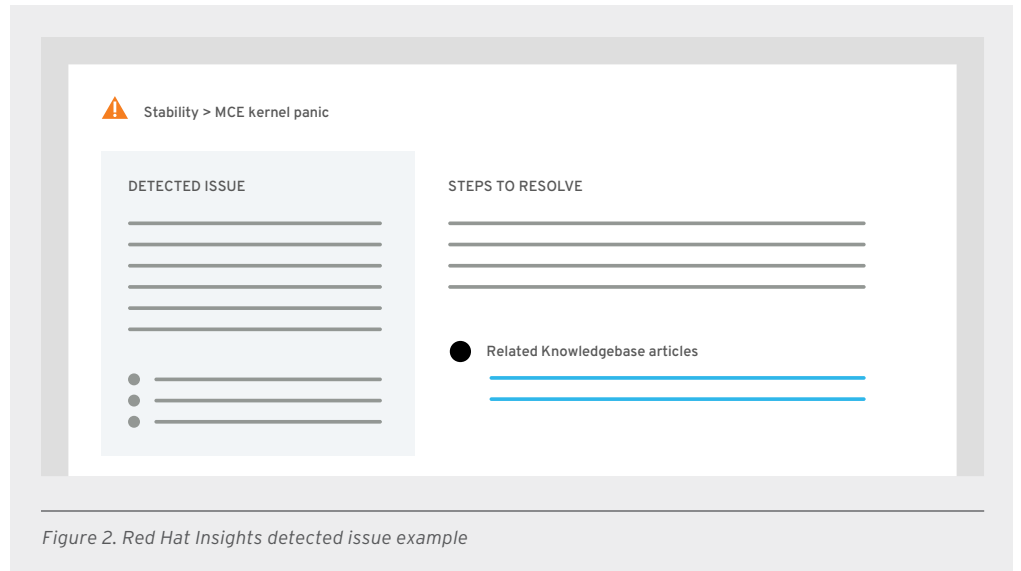 Stability > MCE kernel panic
DETECTED ISSUE
STEPS TO RESOLVE
Related Knowledgebase articles
Figure 2. Red Hat Insights detected issue example